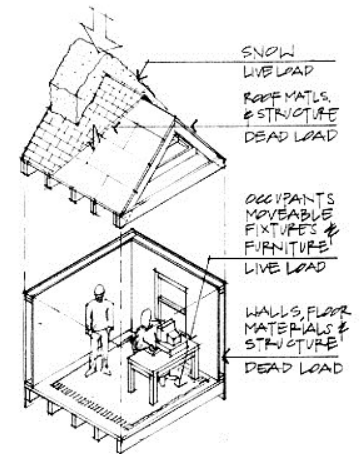 SNOW
LIVE LOAD
ROOF MATLS.
& STRUCTURE
DEAD LOAD
OCCUPANTS
MOVEABLE
FIXTURES &
FURNITURE
LIVE LOAD
WALLS, FLOOR
MATERIALS &
STRUCTURE
DEAD LOAD